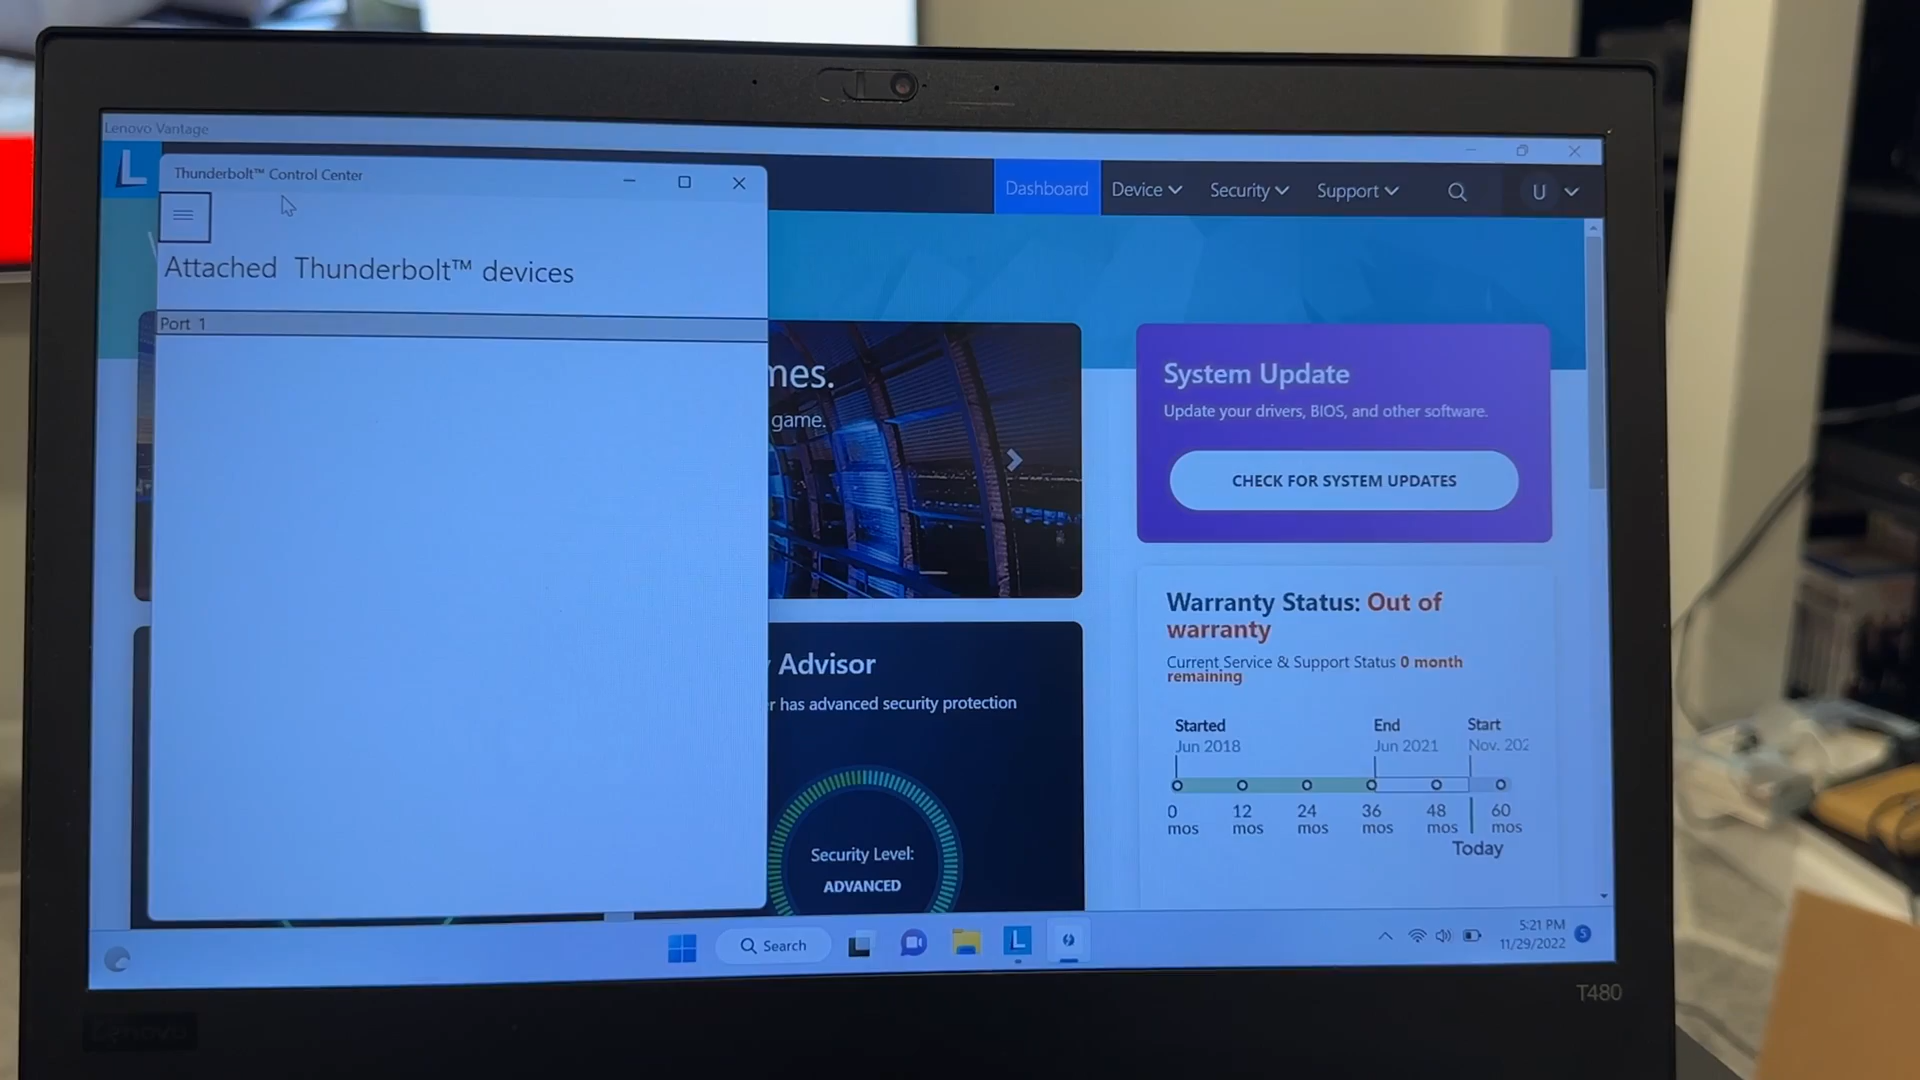 Lenovo Vantage
L
Thunderbolt™ Control Center
Dashboard
Device
Security
Support
U
Attached Thunderbolt™ devices
Port 1
mes.
game.
System Update
Update your drivers, BIOS, and other software.
CHECK FOR SYSTEM UPDATES
Warranty Status: Out of
warranty
Current Service & Support Status 0 month
remaining
Started
Jun 2018
End
Jun 2021
Start
Nov. 202
0
mos
12
mos
24
mos
36
mos
48
mos
60
mos
Today
Advisor
r has advanced security protection
Security Level:
ADVANCED
Search
L
5:21 PM
11/29/2022
5
T480
Lenovo